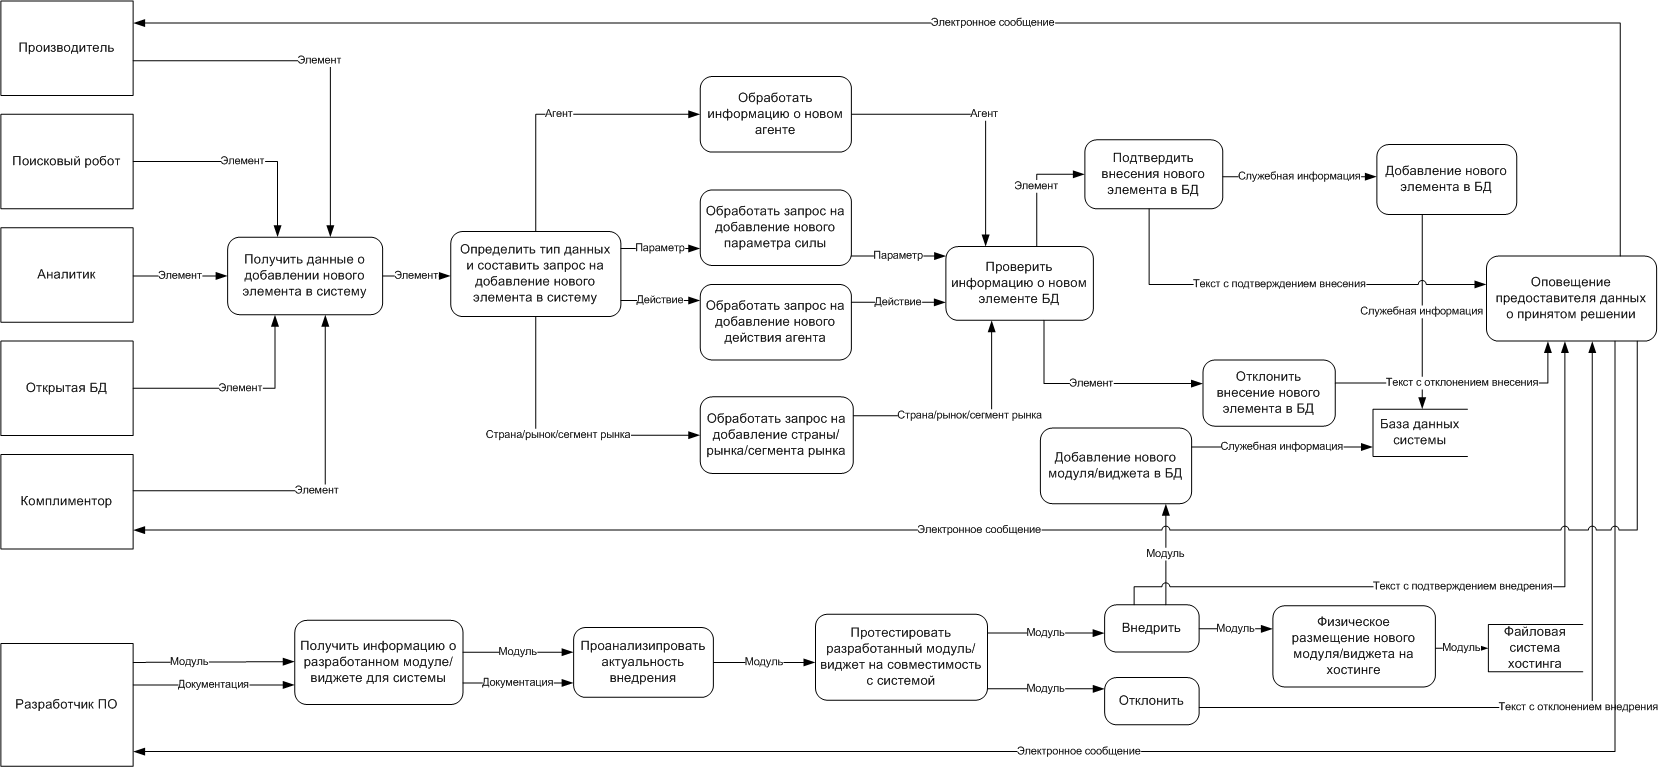 Электронное сообщение
Производитель
Элемент
Обработать
информацию о новом
агенте
Агент
Агент
Поисковый робот
Элемент
Подтвердить
внесения нового
элемента в БД
Служебная информация
Добавление нового
элемента в БД
Элемент
Обработать запрос на
добавление нового
параметра силы
Аналитик
Элемент
Получить данные о
добавлении нового
элемента в систему
Элемент
Определить тип данных
и составить запрос на
добавление нового
элемента в систему
Параметр
Параметр
Действие
Обработать запрос на
добавление нового
действия агента
Действие
Проверить
информацию о новом
элементе БД
Текст с подтверждением внесения
Служебная информация
Оповещение
предоставителя данных
о принятом решении
Открытая БД
Элемент
Элемент
Отклонить
внесение нового
элемента в БД
Текст с отклонением внесения
Страна/рынок/сегмент рынка
Обработать запрос на
добавление страны/
рынка/сегмента рынка
Страна/рынок/сегмент рынка
База данных
системы
Добавление нового
модуля/виджета в БД
Служебная информация
Комплиментор
Элемент
Электронное сообщение
Модуль
Текст с подтверждением внедрения
Разработчик ПО
Модуль
Документация
Получить информацию о
разработанном модуле/
виджете для системы
Модуль
Документация
Проанализпровать
актуальность
внедрения
Модуль
Протестировать
разработанный модуль/
виджет на совместимость
с системой
Модуль
Модуль
Внедрить
Модуль
Физическое
размещение нового
модуля/виджета на
хостинге
Модуль
Файловая
система
хостинга
Отклонить
Текст с отклонением внедрения
Электронное сообщение